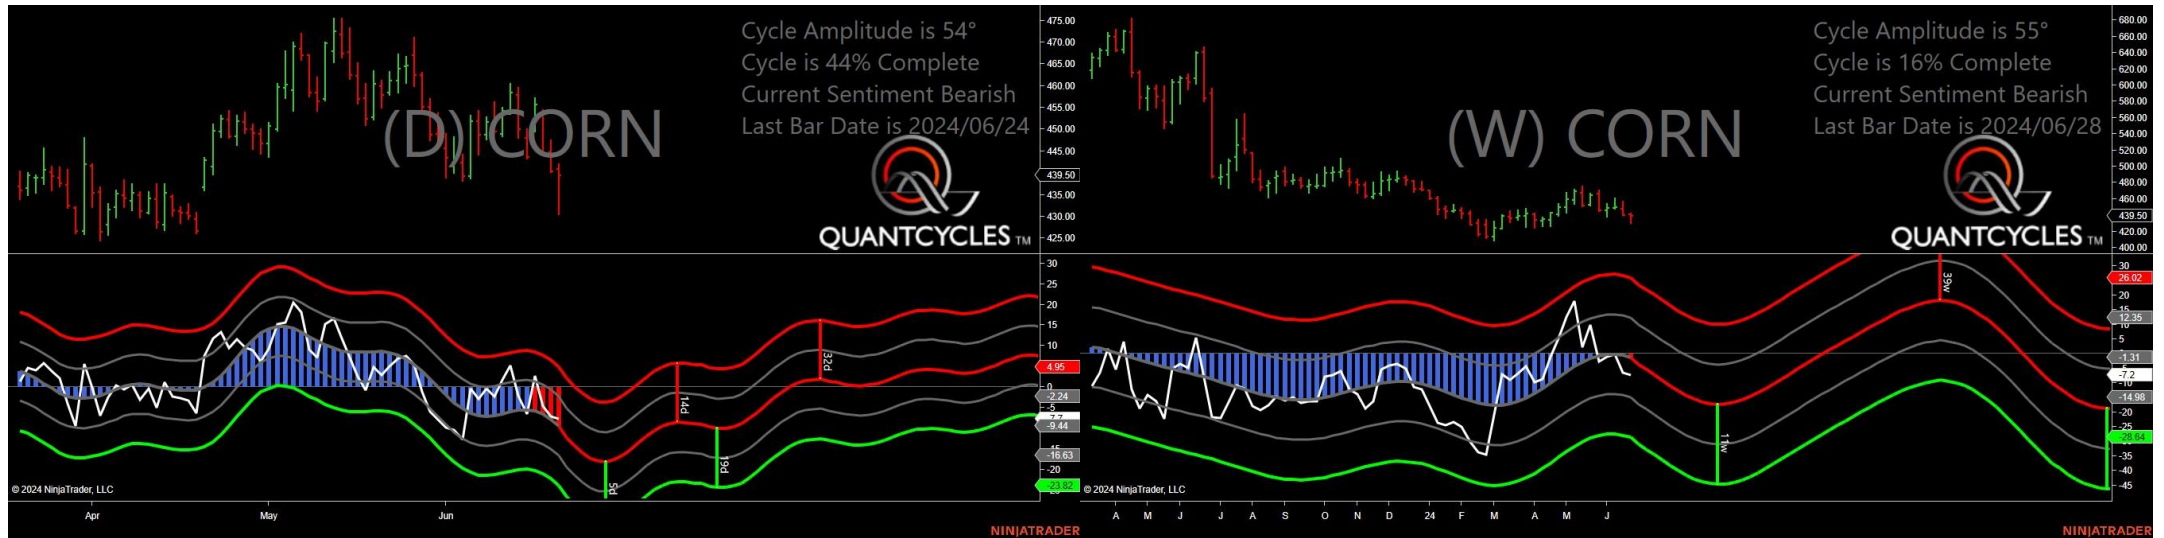 Cycle Amplitude is 54°
Cycle is 44% Complete
Current Sentiment Bearish
Last Bar Date is 2024/06/24
(D) CORN
QUANTCYCLES TM
475.00
470.00
465.00
460.00
455.00
450.00
445.00
439.50
435.00
430.00
425.00
30
25
20
15
10
4.95
0
-2.24
-5
-7.7
-9.44
-15
-16.63
-20
-23.82
5d
14d
19d
32d
© 2024 NinjaTrader, LLC
Apr
May
Jun
NINJATRADER
Cycle Amplitude is 55°
Cycle is 16% Complete
Current Sentiment Bearish
Last Bar Date is 2024/06/28
(W) CORN
QUANTCYCLES TM
680.00
660.00
640.00
620.00
600.00
580.00
560.00
540.00
520.00
500.00
480.00
460.00
439.50
420.00
400.00
30
26.02
20
15
12.35
5
-1.31
-7.2
-10
-14.98
-20
-25
-28.64
-35
-40
-45
11w
39w
© 2024 NinjaTrader, LLC
A
M
J
J
A
S
O
N
D
24
F
M
A
M
J
NINJATRADER